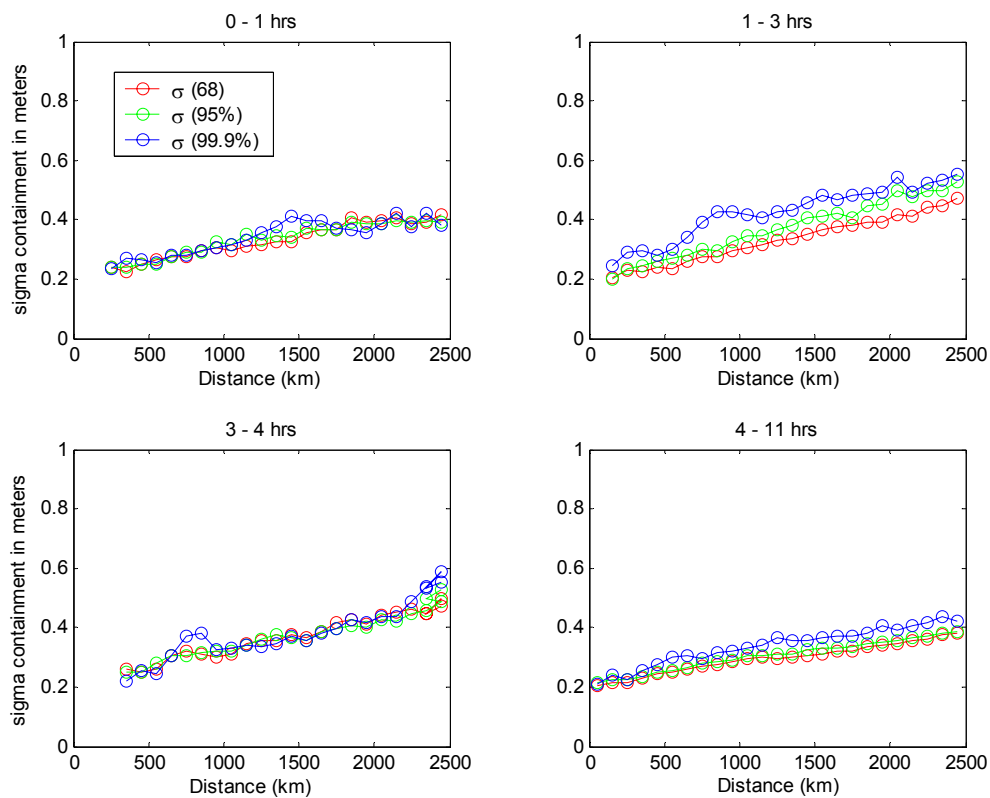 0 - 1 hrs
1
0.8
0.6
0.4
0.2
0
sigma containment in meters
σ (68)
σ (95%)
σ (99.9%)
0 500 1000 1500 2000 2500
Distance (km)
1 - 3 hrs
1
0.8
0.6
0.4
0.2
0
0 500 1000 1500 2000 2500
Distance (km)
3 - 4 hrs
1
0.8
0.6
0.4
0.2
0
sigma containment in meters
0 500 1000 1500 2000 2500
Distance (km)
4 - 11 hrs
1
0.8
0.6
0.4
0.2
0
0 500 1000 1500 2000 2500
Distance (km)